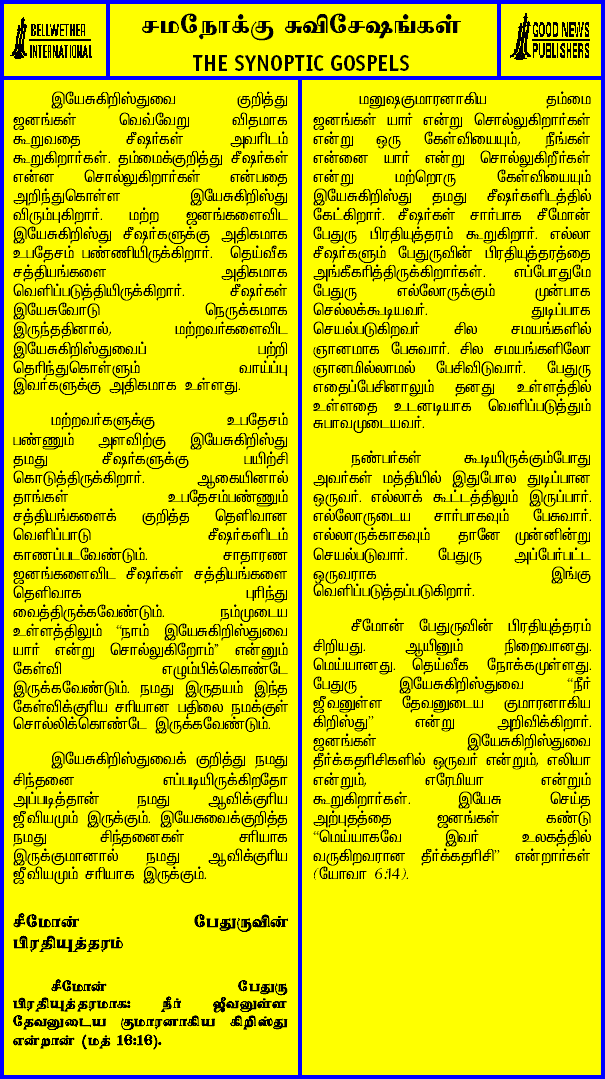 BELLWETHER
INTERNATIONAL
சமநோக்கு சுவிசேஷங்கள்
THE SYNOPTIC GOSPELS
GOOD NEWS
PUBLISHERS
இயேசுகிறிஸ்துவை குறித்து
ஜனங்கள் வெவ்வேறு விதமாக
கூறுவதை சீஷர்கள் அவரிடம்
கூறுகிறார்கள். தம்மைக்குறித்து சீஷர்கள்
என்ன சொல்லுகிறார்கள் என்பதை
அறிந்துகொள்ள இயேசுகிறிஸ்து
விரும்புகிறார். மற்ற ஜனங்களைவிட
இயேசுகிறிஸ்து சீஷர்களுக்கு அதிகமாக
உபதேசம் பண்ணியிருக்கிறார். தெய்வீக
சத்தியங்களை அதிகமாக
வெளிப்படுத்தியிருக்கிறார். சீஷர்கள்
இயேசுவோடு நெருக்கமாக
இருந்ததினால், மற்றவர்களைவிட
இயேசுகிறிஸ்துவைப் பற்றி
தெரிந்துகொள்ளும் வாய்ப்பு
இவர்களுக்கு அதிகமாக உள்ளது.
மற்றவர்களுக்கு உபதேசம்
பண்ணும் அளவிற்கு இயேசுகிறிஸ்து
தமது சீஷர்களுக்கு பயிற்சி
கொடுத்திருக்கிறார். ஆகையினால்
தாங்கள் உபதேசம்பண்ணும்
சத்தியங்களைக் குறித்த தெளிவான
வெளிப்பாடு சீஷர்களிடம்
காணப்படவேண்டும். சாதாரண
ஜனங்களைவிட சீஷர்கள் சத்தியங்களை
தெளிவாக புரிந்து
வைத்திருக்கவேண்டும். நம்முடைய
உள்ளத்திலும் “நாம் இயேசுகிறிஸ்துவை
யார் என்று சொல்லுகிறோம்” என்னும்
கேள்வி எழும்பிக்கொண்டே
இருக்கவேண்டும். நமது இருதயம் இந்த
கேள்விக்குரிய சரியான பதிலை நமக்குள்
சொல்லிக்கொண்டே இருக்கவேண்டும்.
இயேசுகிறிஸ்துவைக் குறித்து நமது
சிந்தனை எப்படியிருக்கிறதோ
அப்படித்தான் நமது ஆவிக்குரிய
ஜீவியமும் இருக்கும். இயேசுவைக்குறித்த
நமது சிந்தனைகள் சரியாக
இருக்குமானால் நமது ஆவிக்குரிய
ஜீவியமும் சரியாக இருக்கும்.
சீமோன் பேதுருவின்
பிரதியுத்தரம்
சீமோன் பேதுரு
பிரதியுத்தரமாக: நீர் ஜீவனுள்ள
தேவனுடைய குமாரனாகிய கிறிஸ்து
என்றான் (மத் 16:16).
மனுஷகுமாரனாகிய தம்மை
ஜனங்கள் யார் என்று சொல்லுகிறார்கள்
என்று ஒரு கேள்வியையும், நீங்கள்
என்னை யார் என்று சொல்லுகிறீர்கள்
என்று மற்றொரு கேள்வியையும்
இயேசுகிறிஸ்து தமது சீஷர்களிடத்தில்
கேட்கிறார். சீஷர்கள் சார்பாக சீமோன்
பேதுரு பிரதியுத்தரம் கூறுகிறார். எல்லா
சீஷர்களும் பேதுருவின் பிரதியுத்தரத்தை
அங்கீகரித்திருக்கிறார்கள். எப்போதுமே
பேதுரு எல்லோருக்கும் முன்பாக
செல்லக்கூடியவர். துடிப்பாக
செயல்படுகிறவர் சில சமயங்களில்
ஞானமாக பேசுவார். சில சமயங்களிலோ
ஞானமில்லாமல் பேசிவிடுவார். பேதுரு
எதைப்பேசினாலும் தனது உள்ளத்தில்
உள்ளதை உடனடியாக வெளிப்படுத்தும்
சுபாவமுடையவர்.
நண்பர்கள் கூடியிருக்கும்போது
அவர்கள் மத்தியில் இதுபோல துடிப்பான
ஒருவர். எல்லாக் கூட்டத்திலும் இருப்பார்.
எல்லோருடைய சார்பாகவும் பேசுவார்.
எல்லாருக்காகவும் தானே முன்னின்று
செயல்படுவார். பேதுரு அப்பேர்பட்ட
ஒருவராக இங்கு
வெளிப்படுத்தப்படுகிறார்.
சீமோன் பேதுருவின் பிரதியுத்தரம்
சிறியது. ஆயினும் நிறைவானது.
மெய்யானது. தெய்வீக நோக்கமுள்ளது.
பேதுரு இயேசுகிறிஸ்துவை “நீர்
ஜீவனுள்ள தேவனுடைய குமாரனாகிய
கிறிஸ்து” என்று அறிவிக்கிறார்.
ஜனங்கள் இயேசுகிறிஸ்துவை
தீர்க்கதரிசிகளில் ஒருவர் என்றும், எலியா
என்றும், எரேமியா என்றும்
கூறுகிறார்கள். இயேசு செய்த
அற்புதத்தை ஜனங்கள் கண்டு
“மெய்யாகவே இவர் உலகத்தில்
வருகிறவரான தீர்க்கதரிசி” என்றார்கள்
(யோவா 6:14).